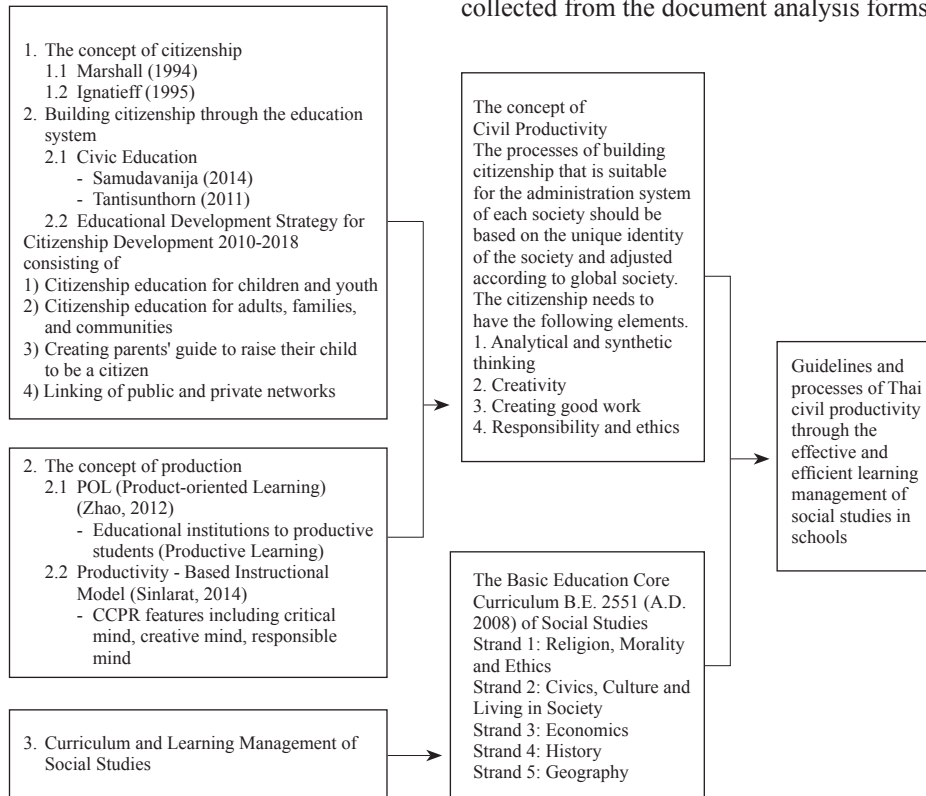 collected from the document analysis forms
1. The concept of citizenship
1.1 Marshall (1994)
1.2 Ignatieff (1995)
2. Building citizenship through the education
system
2.1 Civic Education
- Samudavanija (2014)
- Tantisunthorn (2011)
2.2 Educational Development Strategy for
Citizenship Development 2010-2018
consisting of
1) Citizenship education for children and youth
2) Citizenship education for adults, families,
and communities
3) Creating parents' guide to raise their child
to be a citizen
4) Linking of public and private networks
2. The concept of production
2.1 POL (Product-oriented Learning)
(Zhao, 2012)
- Educational institutions to productive
students (Productive Learning)
2.2 Productivity - Based Instructional
Model (Sinlarat, 2014)
- CCPR features including critical
mind, creative mind, responsible
mind
3. Curriculum and Learning Management of
Social Studies
The concept of
Civil Productivity
The processes of building
citizenship that is suitable
for the administration system
of each society should be
based on the unique identity
of the society and adjusted
according to global society.
The citizenship needs to
have the following elements.
1. Analytical and synthetic
thinking
2. Creativity
3. Creating good work
4. Responsibility and ethics
The Basic Education Core
Curriculum B.E. 2551 (A.D.
2008) of Social Studies
Strand 1: Religion, Morality
and Ethics
Strand 2: Civics, Culture and
Living in Society
Strand 3: Economics
Strand 4: History
Strand 5: Geography
Guidelines and
processes of Thai
civil productivity
through the
effective and
efficient learning
management of
social studies in
schools